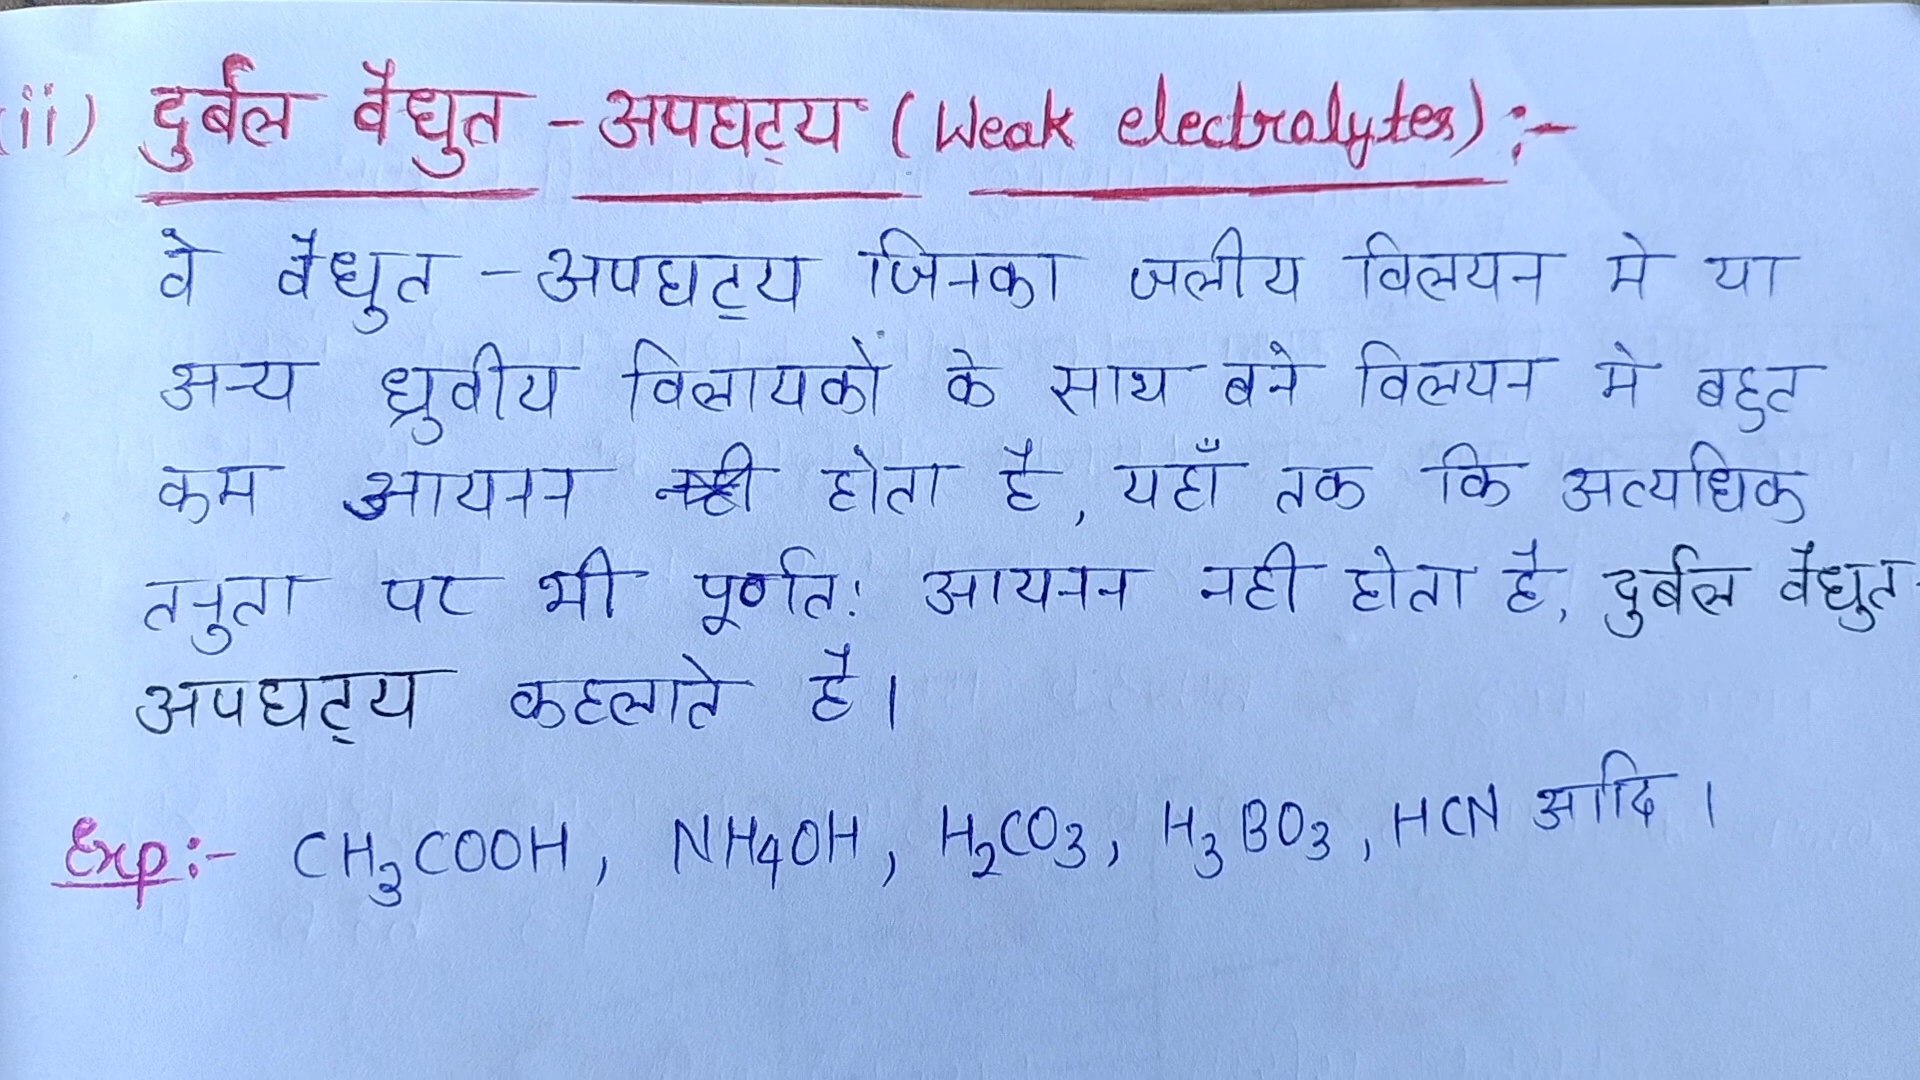 (ii) दुर्बल वैधुत - अपघट्य (Weak electrolytes) :-
वे वैधुत - अपघट्य जिनका जलीय विलयन मे या
अन्य ध्रुवीय विलायकों के साथ बने विलयन मे बहुत
कम आयनन होता है, यहाँ तक कि अत्यधिक
तनुता पर भी पूर्णत: आयनन नही होता है, दुर्बल वैधुत-
अपघट्य कहलाते है।
Exp:- CH₃COOH, NH4OH, H₂CO₃, H₃BO₃, HCN आदि ।